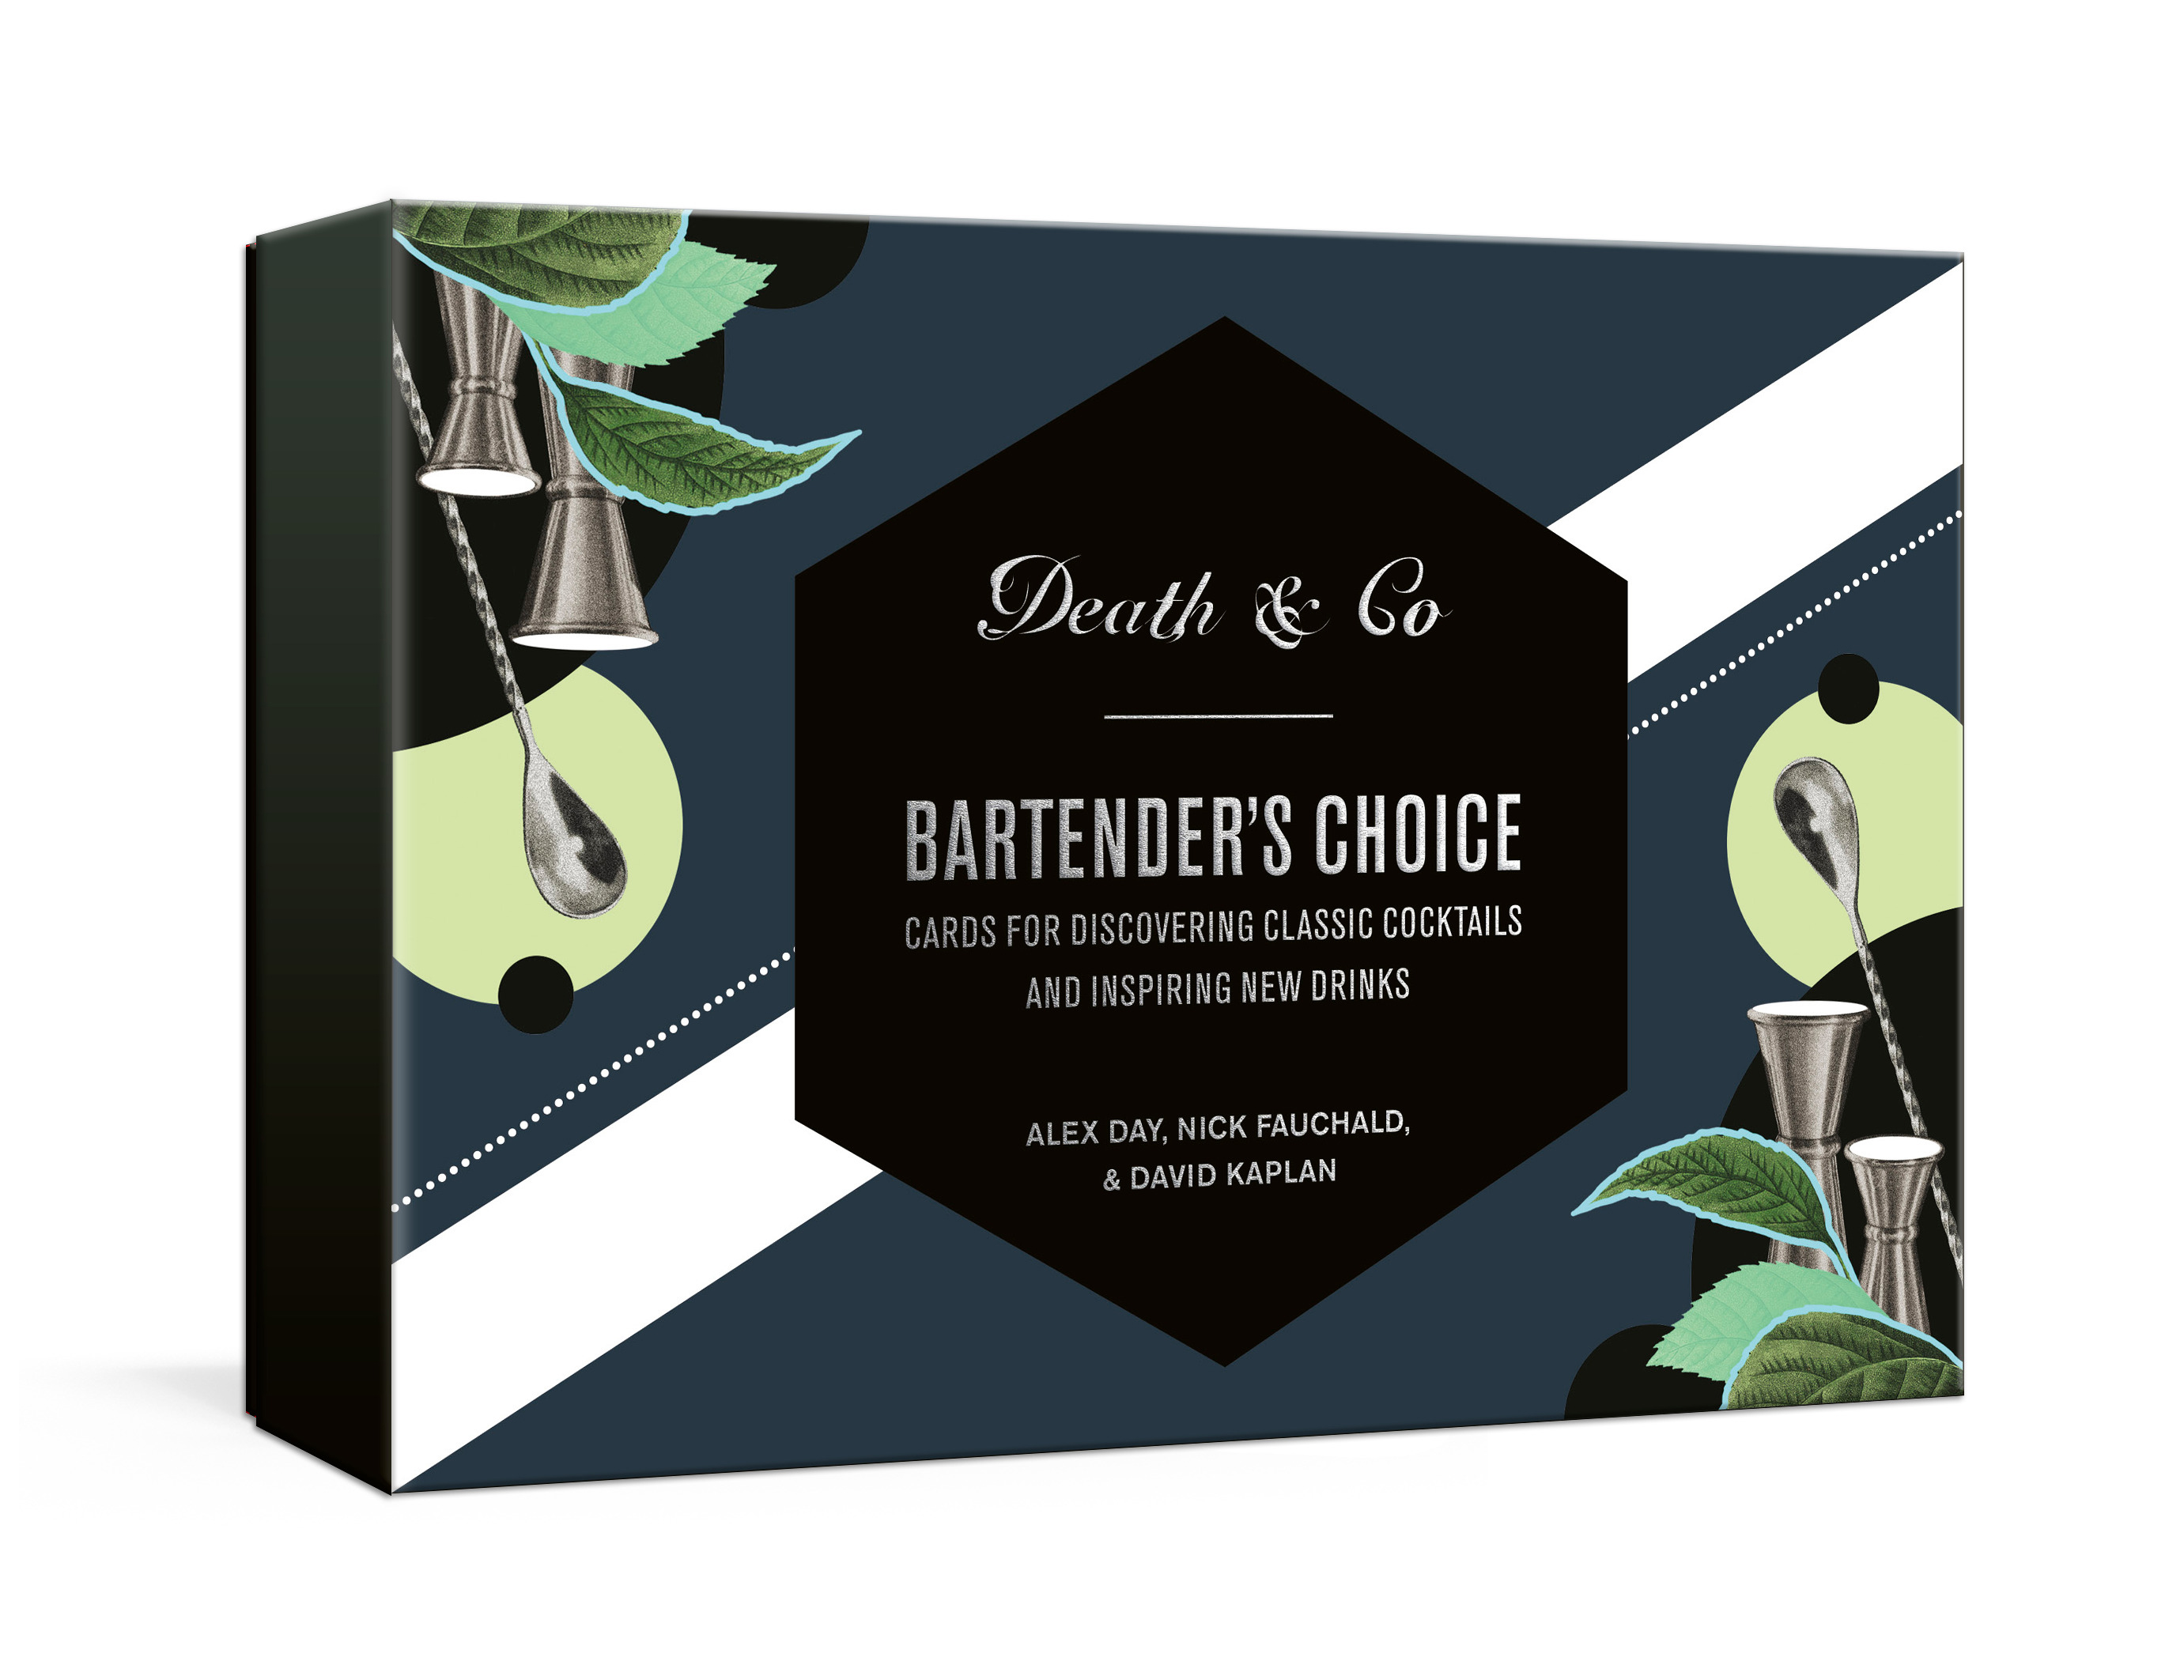 Death & Co
BARTENDER’S CHOICE
CARDS FOR DISCOVERING CLASSIC COCKTAILS
AND INSPIRING NEW DRINKS
ALEX DAY, NICK FAUCHALD,
& DAVID KAPLAN